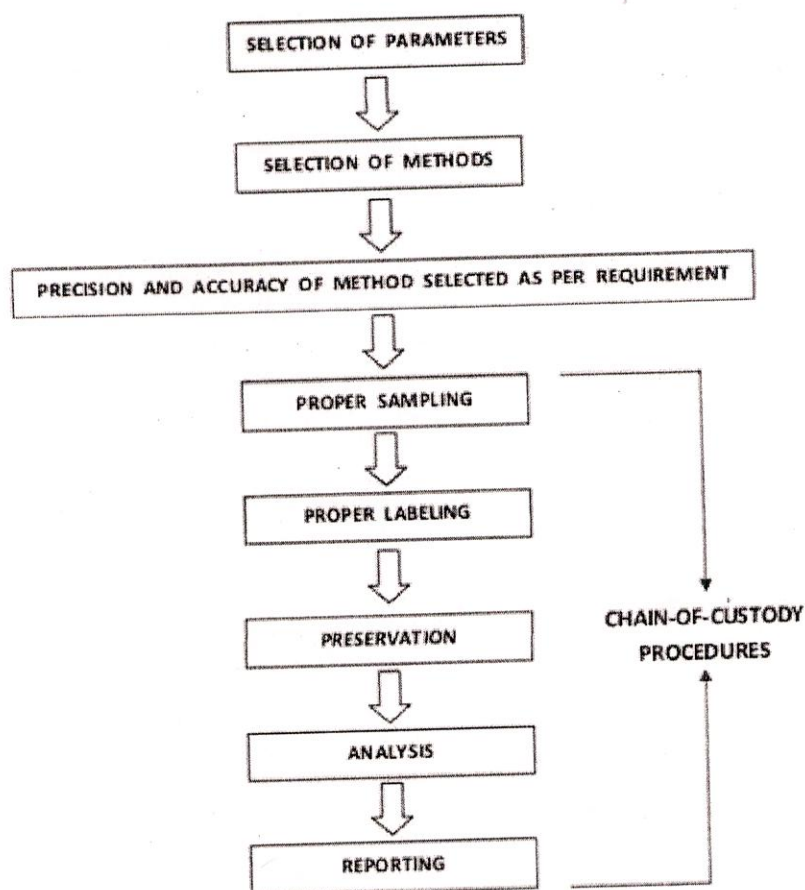 SELECTION OF PARAMETERS
SELECTION OF METHODS
PRECISION AND ACCURACY OF METHOD SELECTED AS PER REQUIREMENT
PROPER SAMPLING
PROPER LABELING
PRESERVATION
CHAIN-OF-CUSTODY
PROCEDURES
ANALYSIS
REPORTING